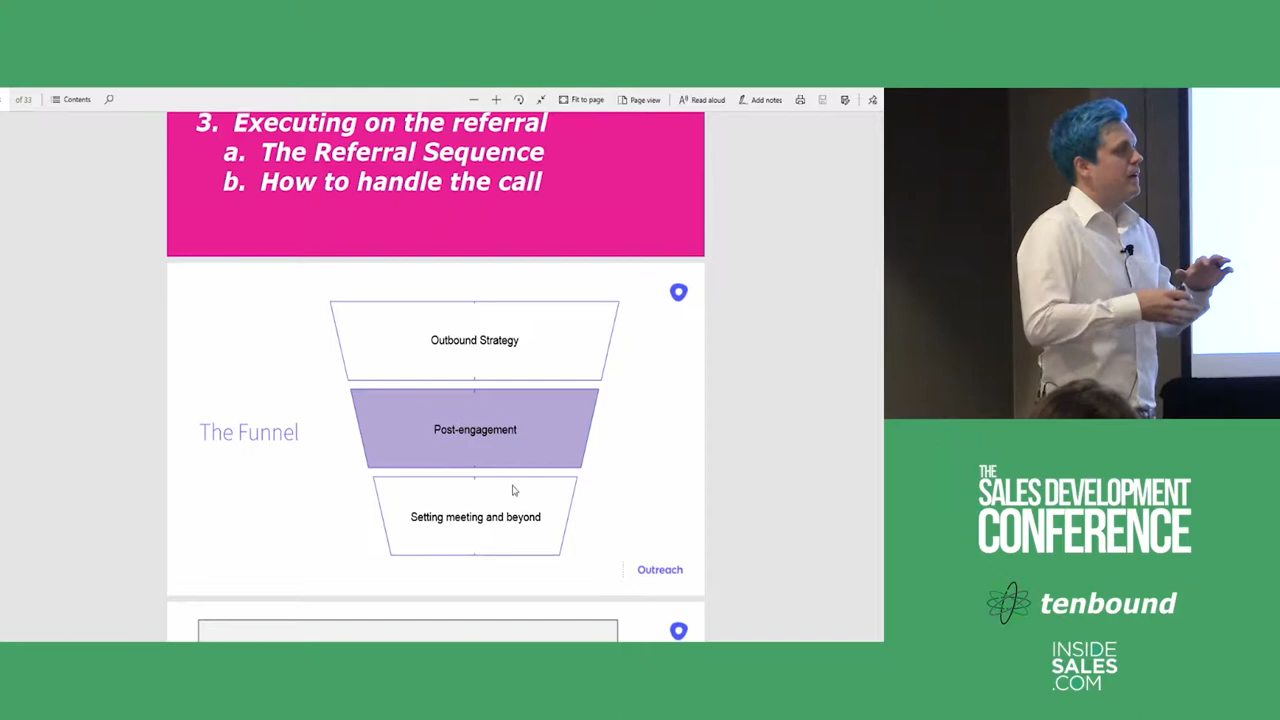 of 33
Contents
Fit to page
Page view
Read aloud
Add notes
3. Executing on the referral
a. The Referral Sequence
b. How to handle the call
The Funnel
Outbound Strategy
Post-engagement
Setting meeting and beyond
Outreach
THE
SALES DEVELOPMENT
CONFERENCE
tenbound
INSIDE
SALES
.COM